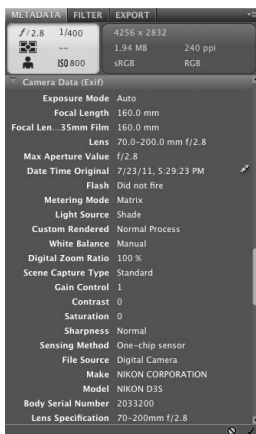 METADATA FILTER EXPORT
f/2.8 1/400 4256 x 2832
-- 1.94 MB 240 ppi
ISO 800 sRGB RGB
Camera Data (Exif)
Exposure Mode Auto
Focal Length 160.0 mm
Focal Len...35mm Film 160.0 mm
Lens 70.0-200.0 mm f/2.8
Max Aperture Value f/2.8
Date Time Original 7/23/11, 5:29:23 PM
Flash Did not fire
Metering Mode Matrix
Light Source Shade
Custom Rendered Normal Process
White Balance Manual
Digital Zoom Ratio 100 %
Scene Capture Type Standard
Gain Control 1
Contrast 0
Saturation 0
Sharpness Normal
Sensing Method One-chip sensor
File Source Digital Camera
Make NIKON CORPORATION
Model NIKON D3S
Body Serial Number 2033200
Lens Specification 70-200mm f/2.8